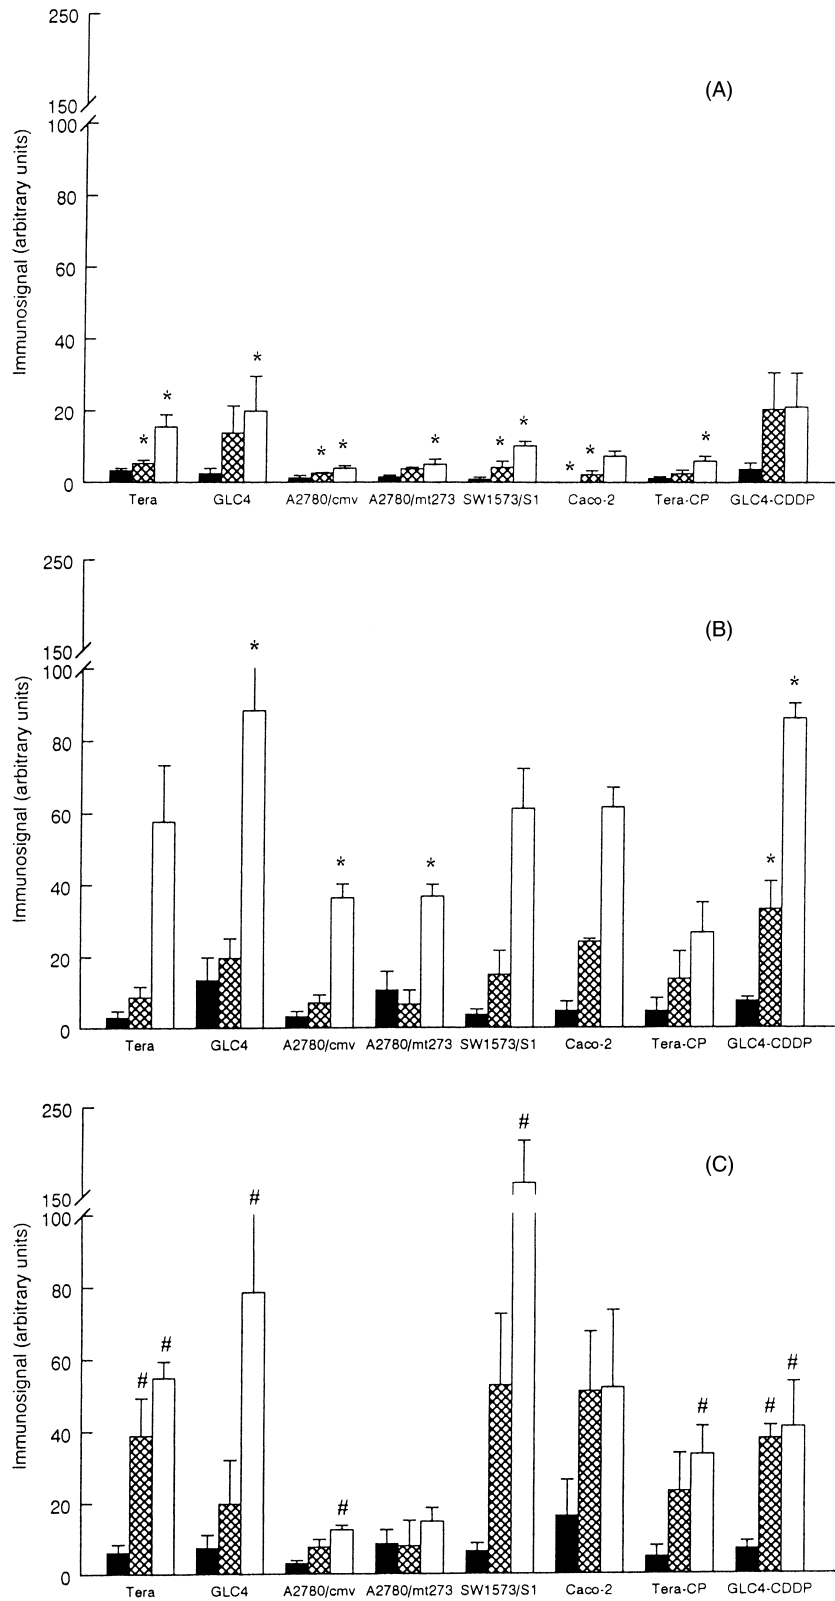 250
(A)
150
100
80
60
40
20
0
Immunosignal (arbitrary units)
* * * * * * * * * * *
Tera GLC4 A2780/cmv A2780/mt273 SW1573/S1 Caco-2 Tera-CP GLC4-CDDP
250
(B)
150
100
80
60
40
20
0
Immunosignal (arbitrary units)
* * * * *
Tera GLC4 A2780/cmv A2780/mt273 SW1573/S1 Caco-2 Tera-CP GLC4-CDDP
250
(C)
150
100
80
60
40
20
0
Immunosignal (arbitrary units)
# # # # # # # #
Tera GLC4 A2780/cmv A2780/mt273 SW1573/S1 Caco-2 Tera-CP GLC4-CDDP